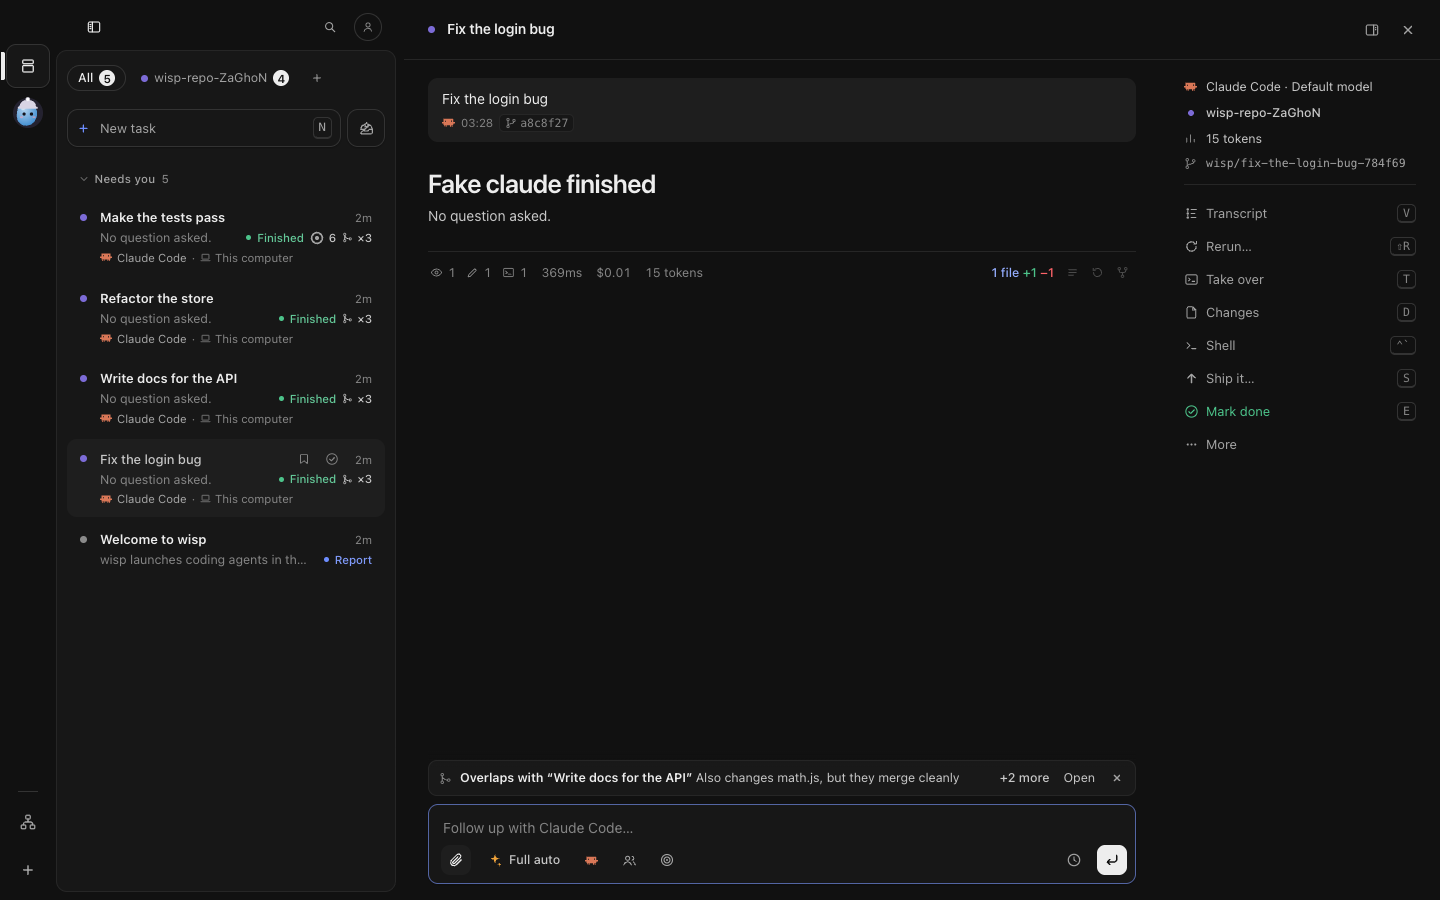 Fix the login bug
All 5
wisp-repo-ZaGhoN 4
New task N
Needs you 5
Make the tests pass 2m
No question asked. Finished 6 ×3
Claude Code · This computer
Refactor the store 2m
No question asked. Finished ×3
Claude Code · This computer
Write docs for the API 2m
No question asked. Finished ×3
Claude Code · This computer
Fix the login bug 2m
No question asked. Finished ×3
Claude Code · This computer
Welcome to wisp 2m
wisp launches coding agents in th… Report
Fix the login bug
03:28 a8c8f27
Fake claude finished
No question asked.
1 1 1 369ms $0.01 15 tokens 1 file +1 −1
Overlaps with “Write docs for the API” Also changes math.js, but they merge cleanly +2 more Open
Follow up with Claude Code…
Full auto
Claude Code · Default model
wisp-repo-ZaGhoN
15 tokens
wisp/fix-the-login-bug-784f69
Transcript V
Rerun… ⇧R
Take over T
Changes D
Shell ⌃`
Ship it… S
Mark done E
More